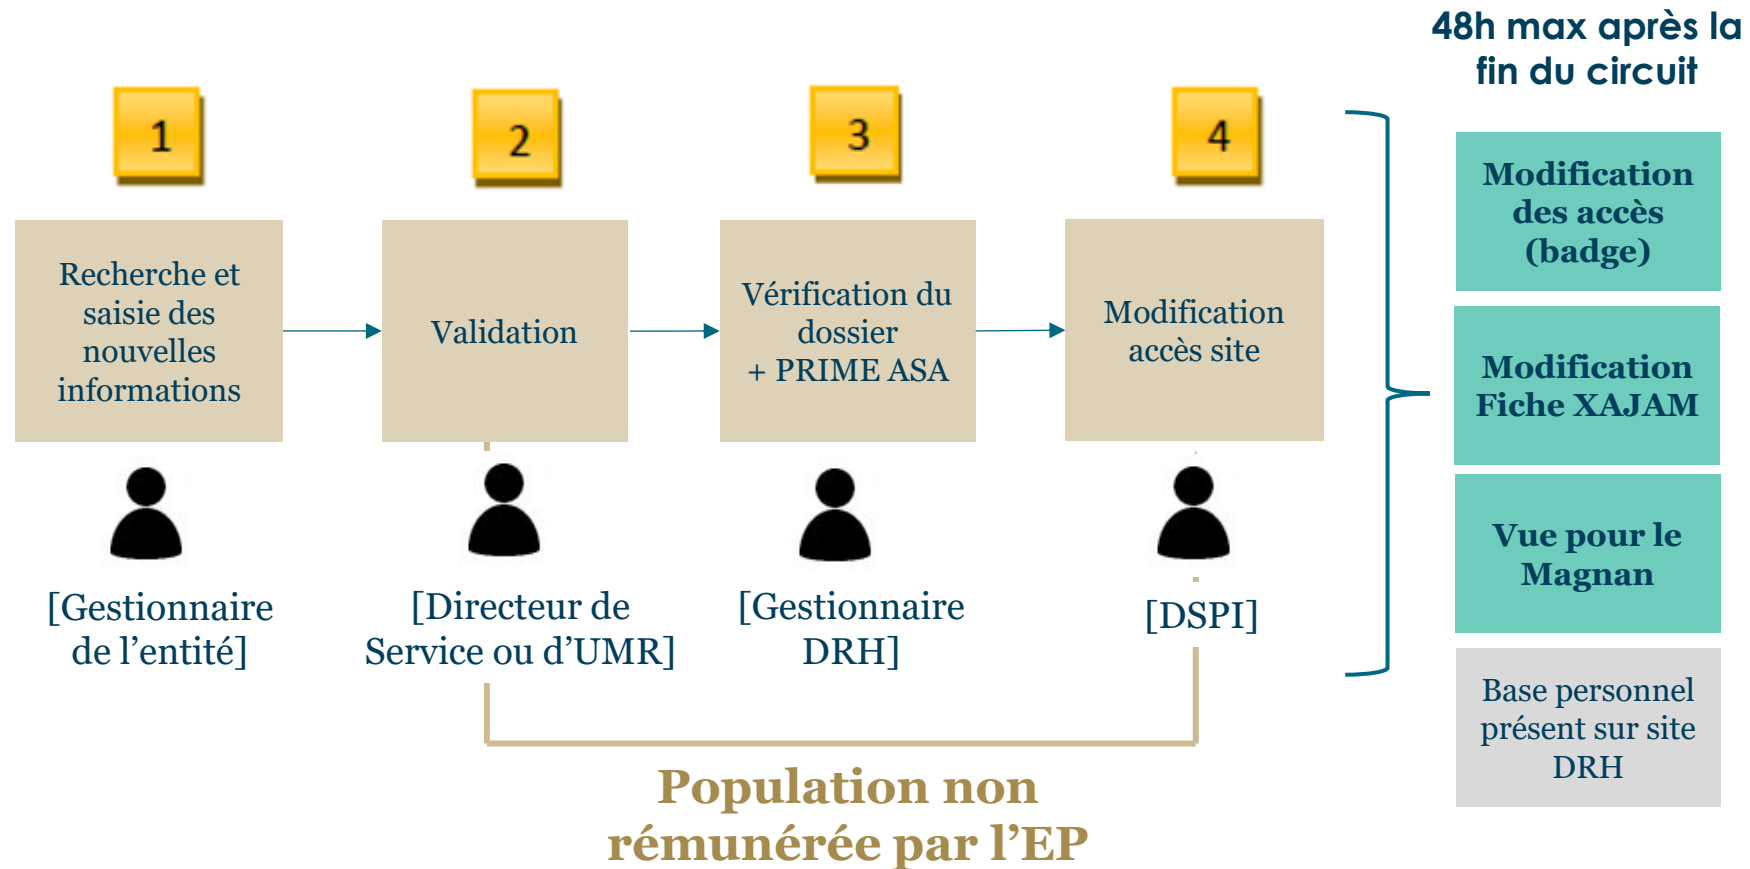 48h max après la
fin du circuit
1
2
3
4
Recherche et
saisie des
nouvelles
informations
Validation
Vérification du
dossier
+ PRIME ASA
Modification
accès site
[Gestionnaire
de l’entité]
[Directeur de
Service ou d’UMR]
[Gestionnaire
DRH]
[DSPI]
Population non
rémunérée par l’EP
Modification
des accès
(badge)
Modification
Fiche XAJAM
Vue pour le
Magnan
Base personnel
présent sur site
DRH